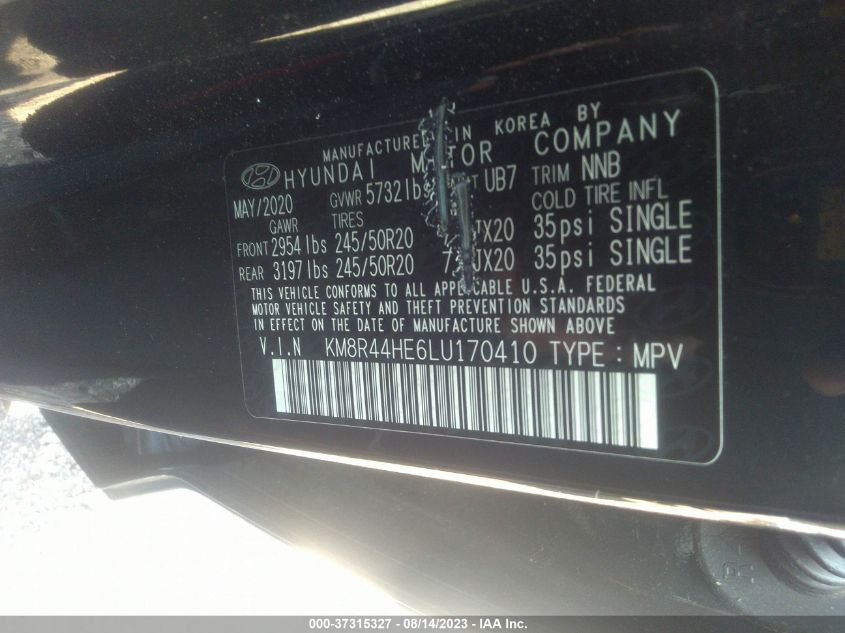 MANUFACTURED IN KOREA BY
HYUNDAI MOTOR COMPANY
MAY/2020 GVWR 5732 lbs UB7 TRIM NNB
GAWR TIRES COLD TIRE INFL
FRONT 2954 lbs 245/50R20 JX20 35psi SINGLE
REAR 3197 lbs 245/50R20 JX20 35psi SINGLE
THIS VEHICLE CONFORMS TO ALL APPLICABLE U.S.A. FEDERAL
MOTOR VEHICLE SAFETY AND THEFT PREVENTION STANDARDS
IN EFFECT ON THE DATE OF MANUFACTURE SHOWN ABOVE.
V.I.N KM8R44HE6LU170410 TYPE : MPV
000-37315327 - 08/14/2023 - IAA Inc.